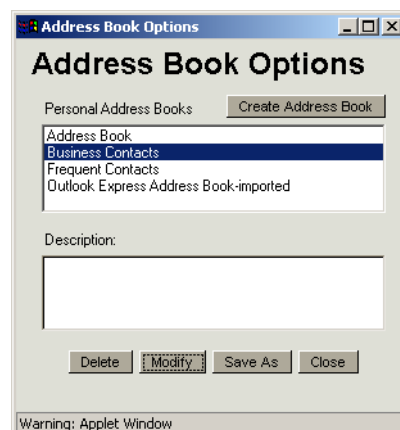 Address Book Options
Address Book Options
Personal Address Books Create Address Book
Address Book
Business Contacts
Frequent Contacts
Outlook Express Address Book-imported
Description:
Delete Modify Save As Close
Warning: Applet Window